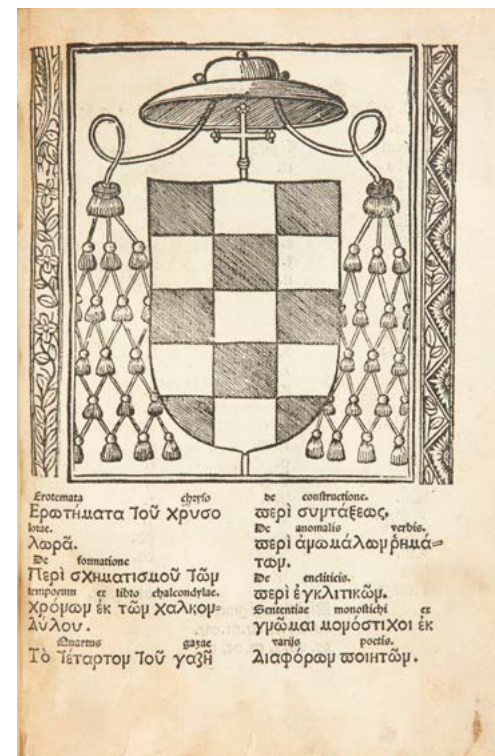 Erotemata chryso
Ερωτήματα Τοῦ χρυσο
lorae.
λωρᾶ.
De formatione
Περὶ σχηματισμοῦ Τῶν
temporum ex libro chalcondylae.
χρόνων ἐκ τῶν χαλκον-
δύλου.
Quartus gazae
Τὸ Τέταρτον Τοῦ γαζῆ
de constructione.
περὶ συντάξεως.
De anomalis verbis.
περὶ ἀνωμάλων ῥημά-
των.
De encliticis.
περὶ ἐγκλιτικῶν.
Sententiae monostichi ex
γνῶμαι μονόστιχοι ἐκ
varijs poetis.
Διαφόρων ποιητῶν.